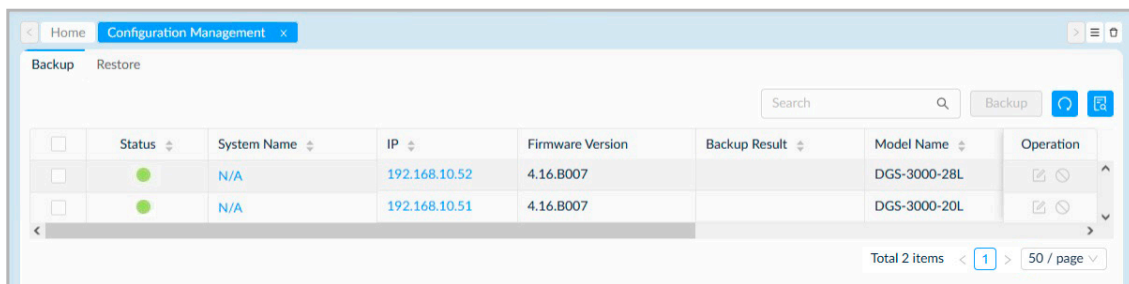 Home Configuration Management ×
Backup Restore
Search Backup
Status System Name IP Firmware Version Backup Result Model Name Operation
N/A 192.168.10.52 4.16.B007 DGS-3000-28L
N/A 192.168.10.51 4.16.B007 DGS-3000-20L
Total 2 items < 1 > 50 / page